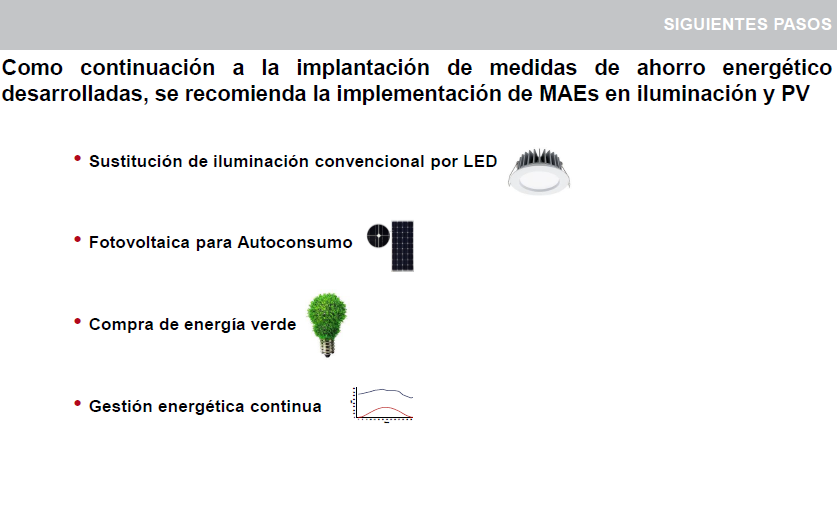 SIGUIENTES PASOS
Como continuación a la implantación de medidas de ahorro energético
desarrolladas, se recomienda la implementación de MAEs en iluminación y PV
• Sustitución de iluminación convencional por LED
• Fotovoltaica para Autoconsumo
• Compra de energía verde
• Gestión energética continua